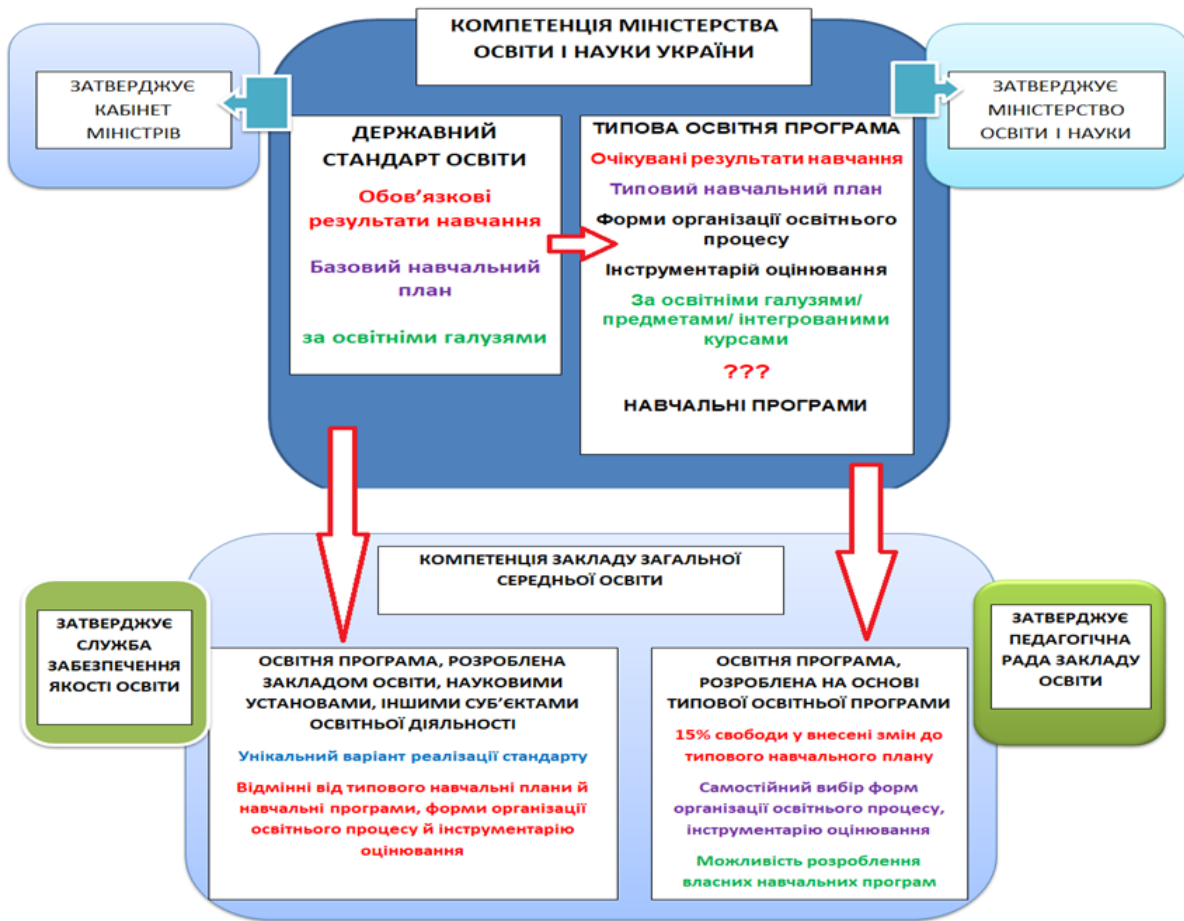 КОМПЕТЕНЦІЯ МІНІСТЕРСТВА
ОСВІТИ І НАУКИ УКРАЇНИ
ЗАТВЕРДЖУЄ
КАБІНЕТ
МІНІСТРІВ
ЗАТВЕРДЖУЄ
МІНІСТЕРСТВО
ОСВІТИ І НАУКИ
ДЕРЖАВНИЙ
СТАНДАРТ ОСВІТИ
Обов’язкові
результати навчання
Базовий навчальний
план
за освітніми галузями
ТИПОВА ОСВІТНЯ ПРОГРАМА
Очікувані результати навчання
Типовий навчальний план
Форми організації освітнього
процесу
Інструментарій оцінювання
За освітніми галузями/
предметами/ інтегрованими
курсами
???
НАВЧАЛЬНІ ПРОГРАМИ
КОМПЕТЕНЦІЯ ЗАКЛАДУ ЗАГАЛЬНОЇ
СЕРЕДНЬОЇ ОСВІТИ
ЗАТВЕРДЖУЄ
СЛУЖБА
ЗАБЕЗПЕЧЕННЯ
ЯКОСТІ ОСВІТИ
ЗАТВЕРДЖУЄ
ПЕДАГОГІЧНА
РАДА ЗАКЛАДУ
ОСВІТИ
ОСВІТНЯ ПРОГРАМА, РОЗРОБЛЕНА
ЗАКЛАДОМ ОСВІТИ, НАУКОВИМИ
УСТАНОВАМИ, ІНШИМИ СУБ’ЄКТАМИ
ОСВІТНЬОЇ ДІЯЛЬНОСТІ
Унікальний варіант реалізації стандарту
Відмінні від типового навчальні плани й
навчальні програми, форми організації
освітнього процесу й інструментарію
оцінювання
ОСВІТНЯ ПРОГРАМА,
РОЗРОБЛЕНА НА ОСНОВІ
ТИПОВОЇ ОСВІТНЬОЇ ПРОГРАМИ
15% свободи у внесені змін до
типового навчального плану
Самостійний вибір форм
організації освітнього процесу,
інструментарію оцінювання
Можливість розроблення
власних навчальних програм